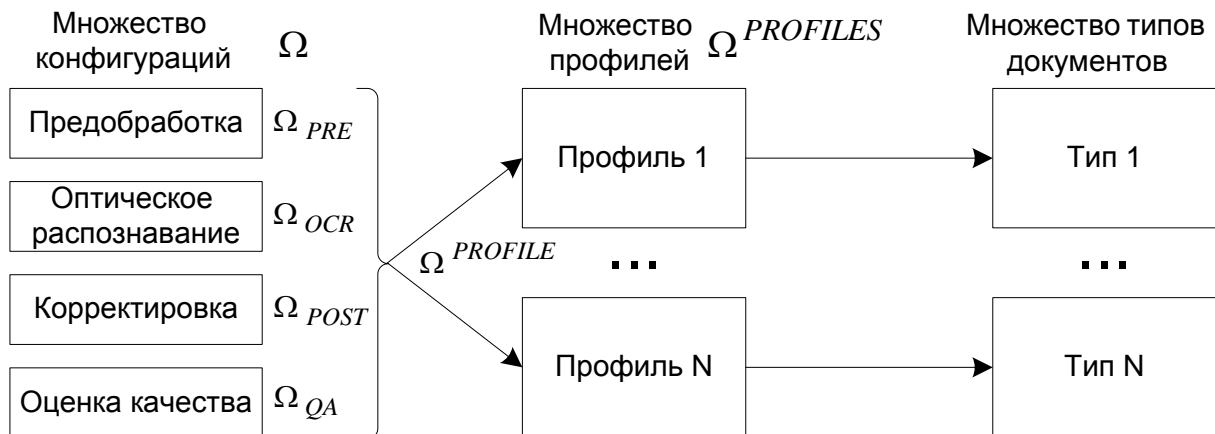 Множество
конфигураций Ω
Предобработка Ω PRE
Оптическое
распознавание Ω OCR
Корректировка Ω POST
Оценка качества Ω QA
Ω PROFILE
Множество
профилей Ω PROFILES
Профиль 1
...
Профиль N
Множество типов
документов
Тип 1
...
Тип N